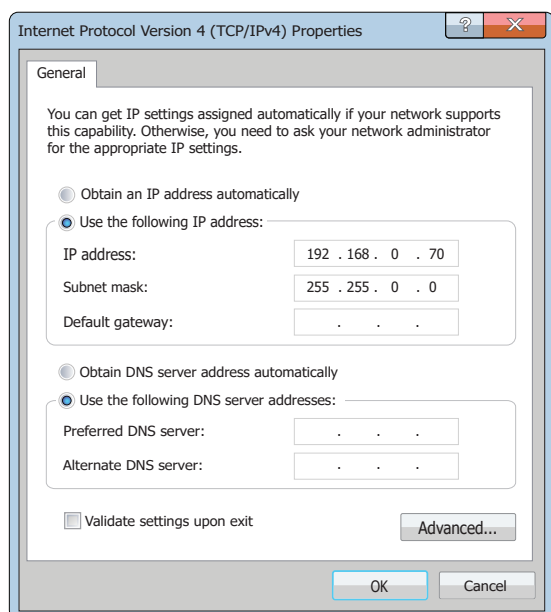 Internet Protocol Version 4 (TCP/IPv4) Properties
?
X
General
You can get IP settings assigned automatically if your network supports
this capability. Otherwise, you need to ask your network administrator
for the appropriate IP settings.
Obtain an IP address automatically
Use the following IP address:
IP address: 192 . 168 . 0 . 70
Subnet mask: 255 . 255 . 0 . 0
Default gateway: . . .
Obtain DNS server address automatically
Use the following DNS server addresses:
Preferred DNS server: . . .
Alternate DNS server: . . .
Validate settings upon exit
Advanced...
OK Cancel